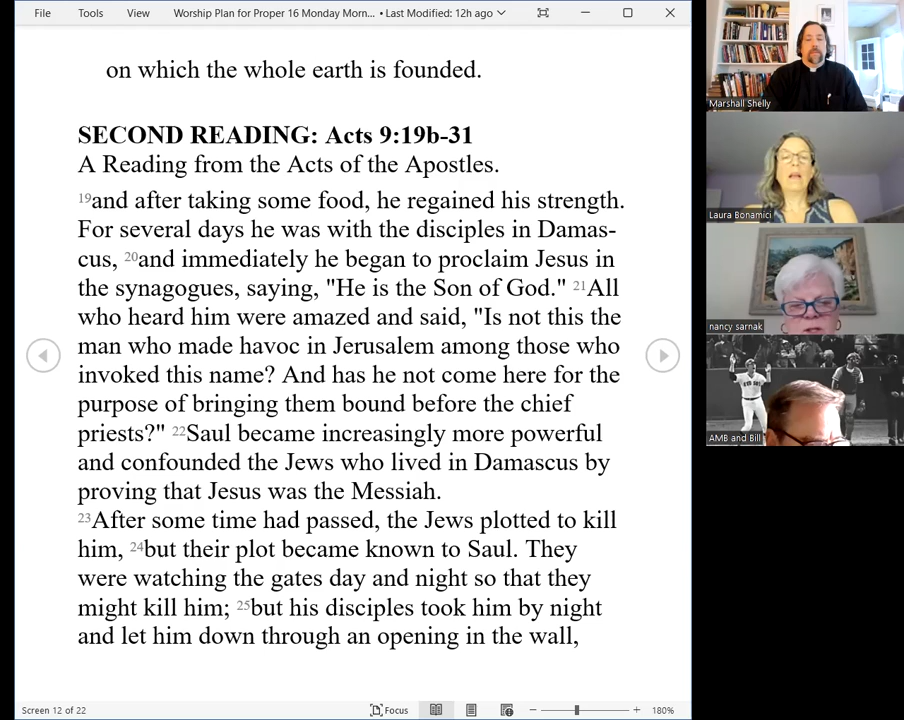 File Tools Worship Plan for Proper 16 Monday Morn... • Last Modified: 12h ago
on which the whole earth is founded.
SECOND READING: Acts 9:19b-31
A Reading from the Acts of the Apostles.
19and after taking some food, he regained his strength.
For several days he was with the disciples in Damas-
cus, 20and immediately he began to proclaim Jesus in
the synagogues, saying, "He is the Son of God." 21All
who heard him were amazed and said, "Is not this the
man who made havoc in Jerusalem among those who
invoked this name? And has he not come here for the
purpose of bringing them bound before the chief
priests?" 22Saul became increasingly more powerful
and confounded the Jews who lived in Damascus by
proving that Jesus was the Messiah.
23After some time had passed, the Jews plotted to kill
him, 24but their plot became known to Saul. They
were watching the gates day and night so that they
might kill him; 25but his disciples took him by night
and let him down through an opening in the wall,
Screen 12 of 22 Focus 180%
Marshall Shelly
Laura Bonamici
nancy sarnak
RED SOX
AMB and Bill